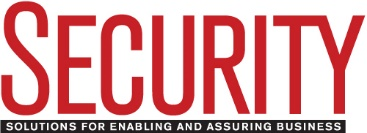 SECURITY
SOLUTIONS FOR ENABLING AND ASSURING BUSINESS